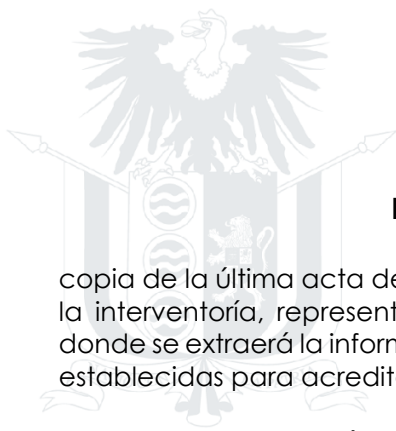 copia de la última acta de
la interventoría, represent
donde se extraerá la inform
establecidas para acredit